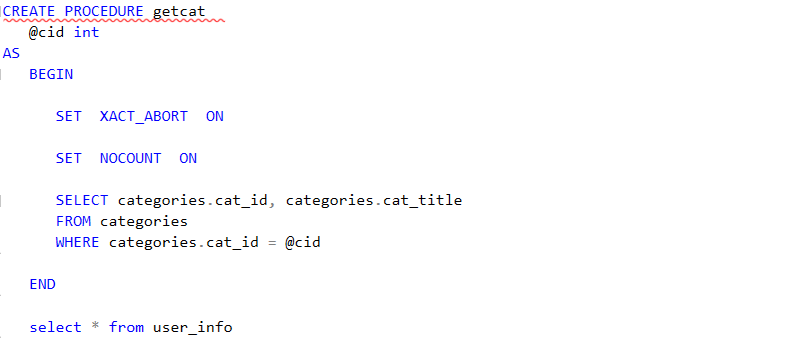 CREATE PROCEDURE getcat
@cid int
AS
BEGIN
SET XACT_ABORT ON
SET NOCOUNT ON
SELECT categories.cat_id, categories.cat_title
FROM categories
WHERE categories.cat_id = @cid
END
select * from user_info